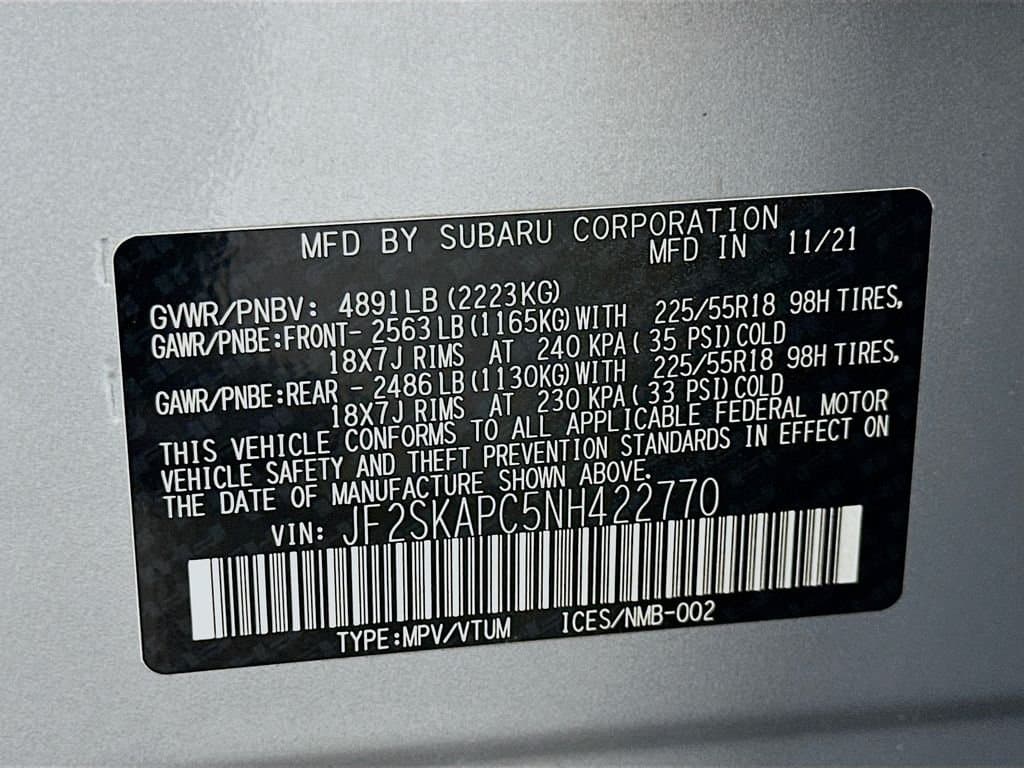 MFD BY SUBARU CORPORATION
MFD IN 11/21
GVWR/PNBV: 4891LB (2223KG)
GAWR/PNBE:FRONT- 2563LB (1165KG) WITH 225/55R18 98H TIRES,
18X7J RIMS AT 240 KPA( 35 PSI) COLD
GAWR/PNBE:REAR - 2486LB (1130KG) WITH 225/55R18 98H TIRES,
18X7J RIMS AT 230 KPA( 33 PSI) COLD
THIS VEHICLE CONFORMS TO ALL APPLICABLE FEDERAL MOTOR
VEHICLE SAFETY AND THEFT PREVENTION STANDARDS IN EFFECT ON
THE DATE OF MANUFACTURE SHOWN ABOVE.
VIN: JF2SKAPC5NH422770
TYPE:MPV/VTUM ICES/NMB-002